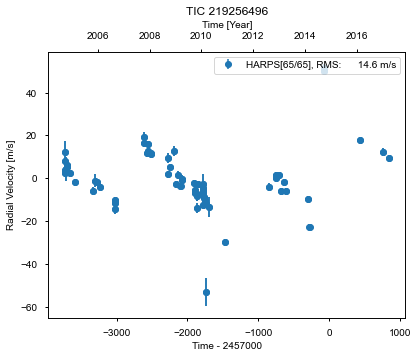 TIC 219256496
Time [Year]
2006 2008 2010 2012 2014 2016
HARPS[65/65], RMS: 14.6 m/s
Radial Velocity [m/s]
40
20
0
−20
−40
−60
−3000 −2000 −1000 0 1000
Time - 2457000